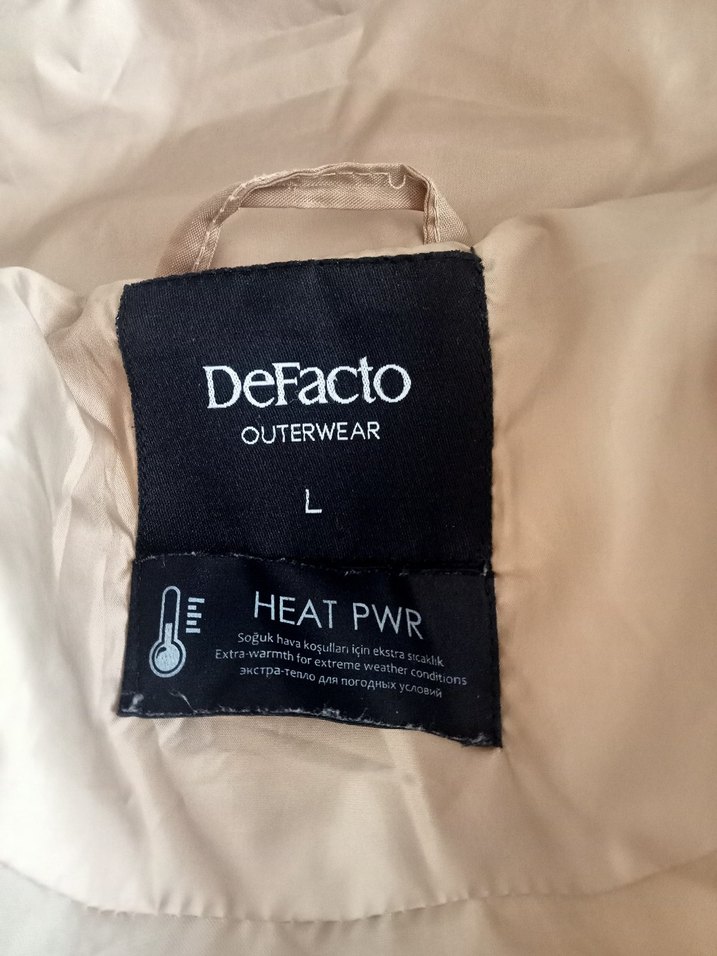 DeFacto
OUTERWEAR
L
HEAT PWR
Soğuk hava koşulları için ekstra sıcaklık
Extra-warmth for extreme weather conditions
экстра-тепло для погодных условий